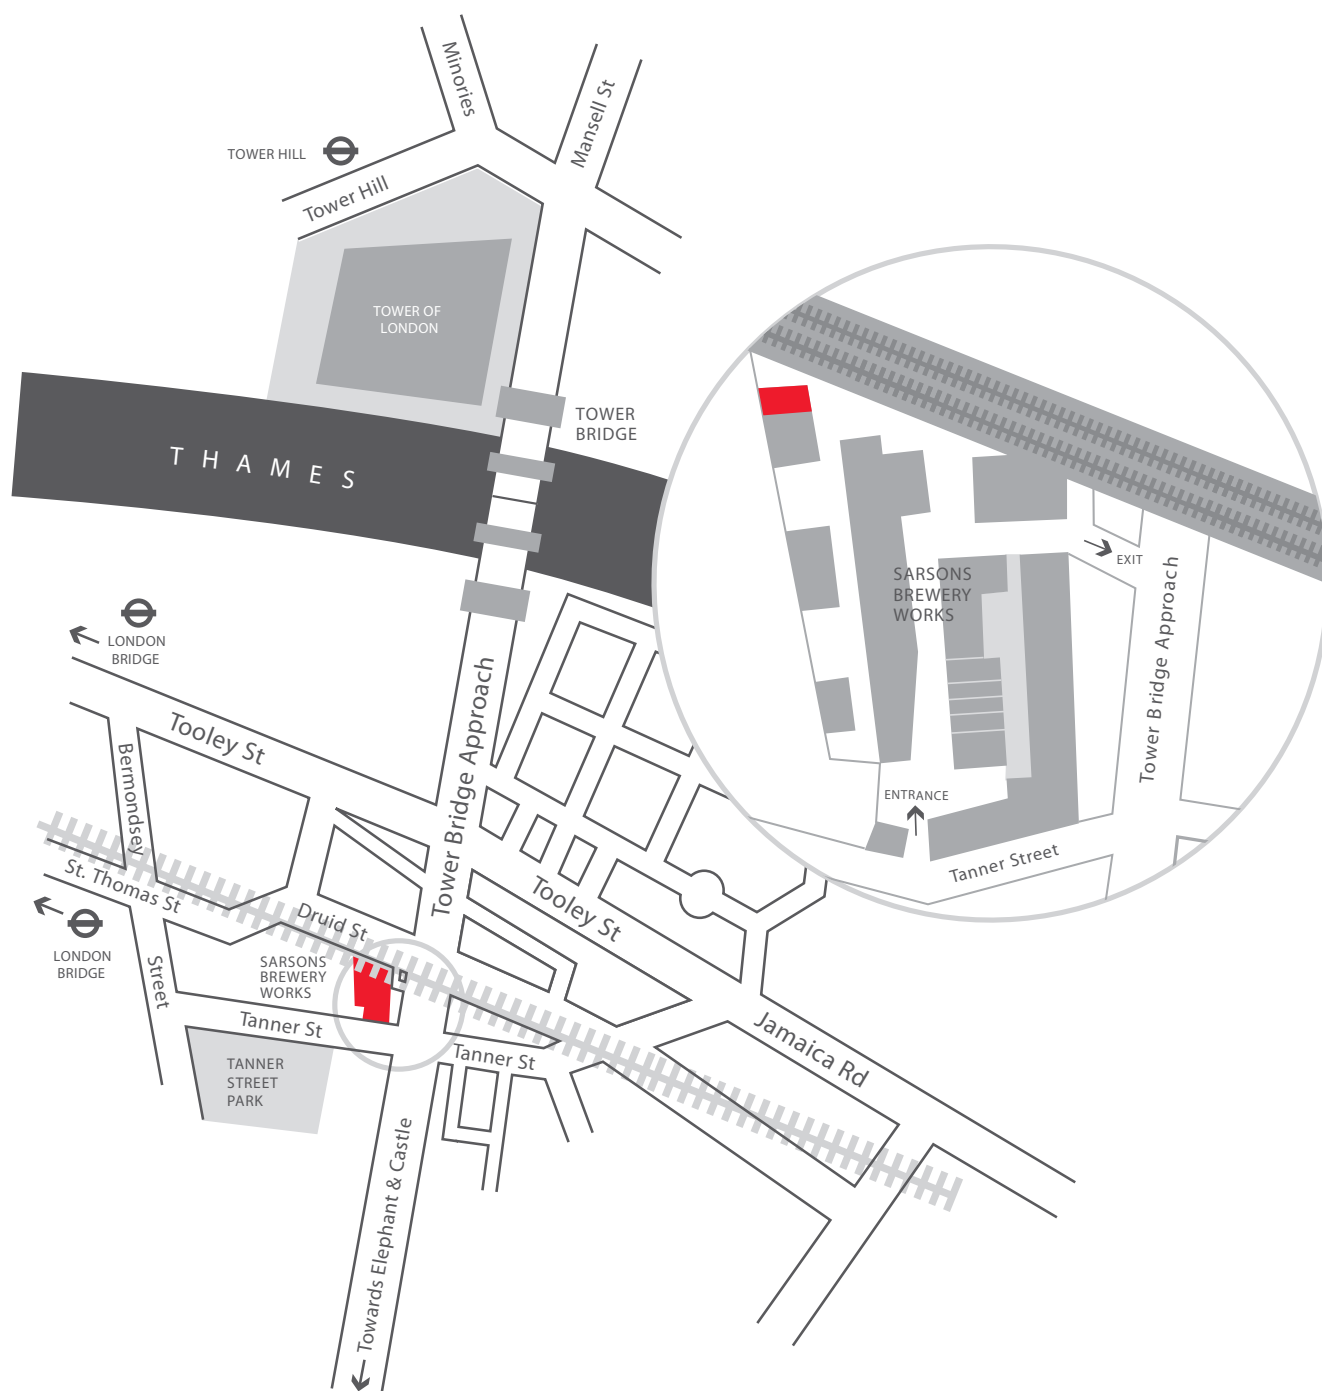 Minories
Mansell St
TOWER HILL
Tower Hill
TOWER OF
LONDON
TOWER
BRIDGE
THAMES
SARSONS
BREWERY
WORKS
EXIT
Tower Bridge Approach
ENTRANCE
Tanner Street
LONDON
BRIDGE
Tooley St
Tower Bridge Approach
Bermondsey
St. Thomas St
Druid St
Tooley St
LONDON
BRIDGE
Street
SARSONS
BREWERY
WORKS
Tanner St
Tanner St
Jamaica Rd
TANNER
STREET
PARK
Towards Elephant & Castle